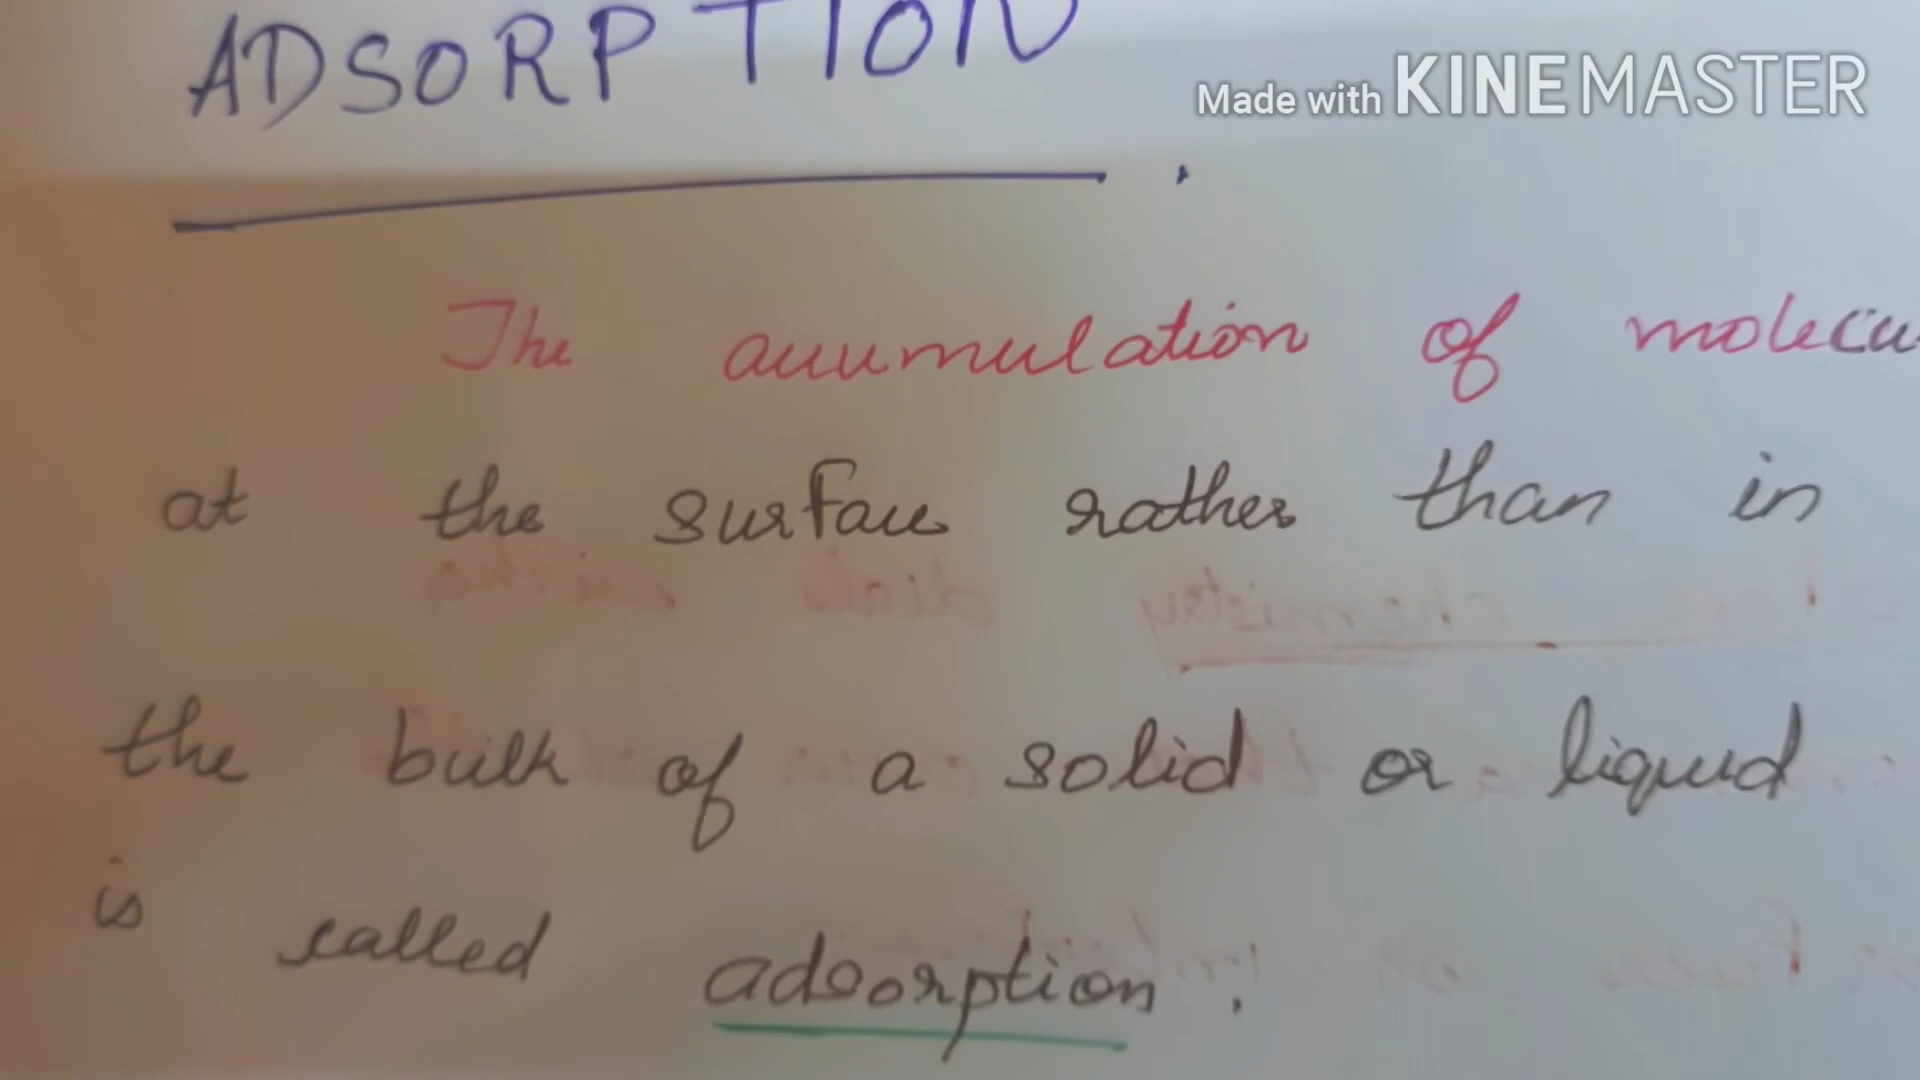 ADSORPTION
Made with KINEMASTER
The accumulation of molecu
at the surface rather than in
the bulk of a solid or liquid
is called adsorption.